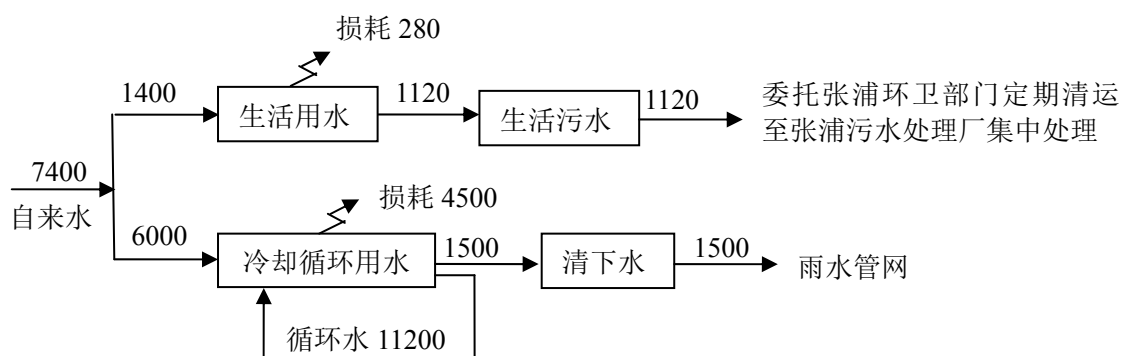 损耗 280
1400
生活用水
1120
生活污水
1120
委托张浦环卫部门定期清运
至张浦污水处理厂集中处理
7400
自来水
损耗 4500
6000
冷却循环用水
1500
清下水
1500
雨水管网
循环水 11200